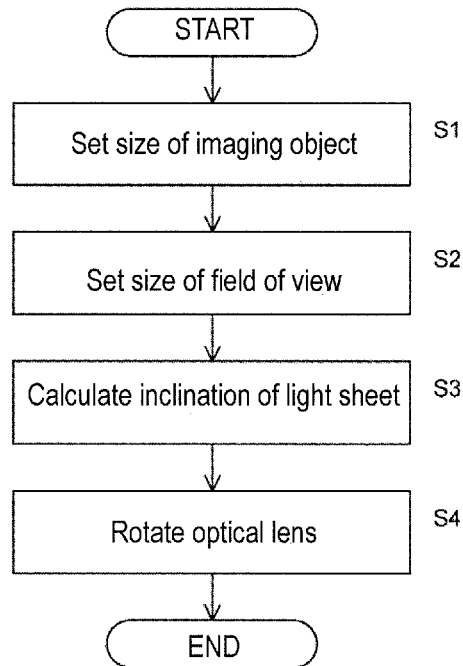 START
Set size of imaging object
S1
Set size of field of view
S2
Calculate inclination of light sheet
S3
Rotate optical lens
S4
END